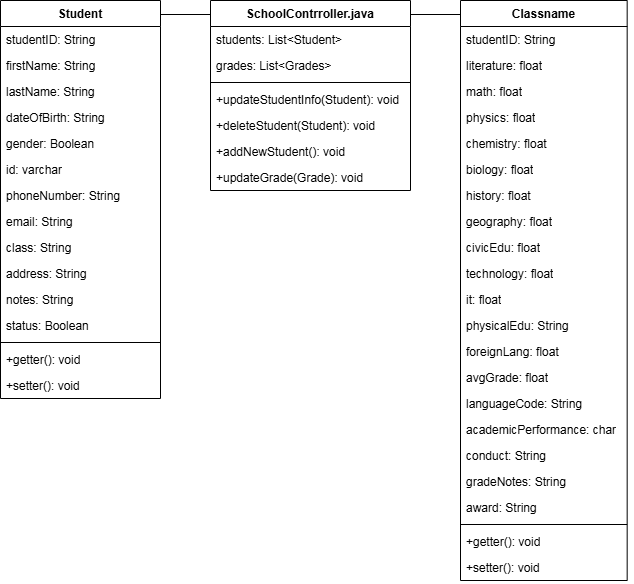 Student
studentID: String
firstName: String
lastName: String
dateOfBirth: String
gender: Boolean
id: varchar
phoneNumber: String
email: String
class: String
address: String
notes: String
status: Boolean
+getter(): void
+setter(): void
SchoolContrroller.java
students: List<Student>
grades: List<Grades>
+updateStudentInfo(Student): void
+deleteStudent(Student): void
+addNewStudent(): void
+updateGrade(Grade): void
Classname
studentID: String
literature: float
math: float
physics: float
chemistry: float
biology: float
history: float
geography: float
civicEdu: float
technology: float
it: float
physicalEdu: String
foreignLang: float
avgGrade: float
languageCode: String
academicPerformance: char
conduct: String
gradeNotes: String
award: String
+getter(): void
+setter(): void